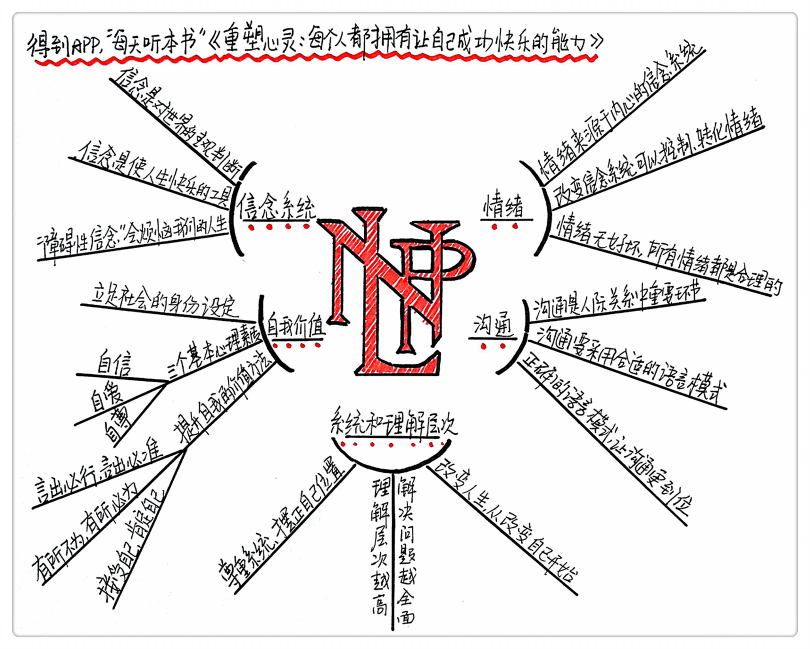 得到APP，“每天听本书”《重塑心灵：每个人都拥有让自己成功快乐的能力》
NLP
信念系统
信念是对世界的主观判断
信念是使人生快乐的工具
“障碍性信念”会烦恼我们的人生
自我价值
立足社会的身份设定
三个基本心理素质
自信
自爱
自尊
提升自我价值方法
言出必行，言出必准
有所不为，有所必为
接纳自己，肯定自己
系统和理解层次
尊重系统，摆正自己位置
理解层次越高
解决问题越全面
改变人生，从改变自己开始
沟通
沟通是人际关系中重要环节
沟通要采用合适的语言模式
正确的语言模式，让沟通更到位
情绪
情绪来源于内心的信念系统
改变信念系统可以控制、转化情绪
情绪无好坏，所有情绪都是合理的